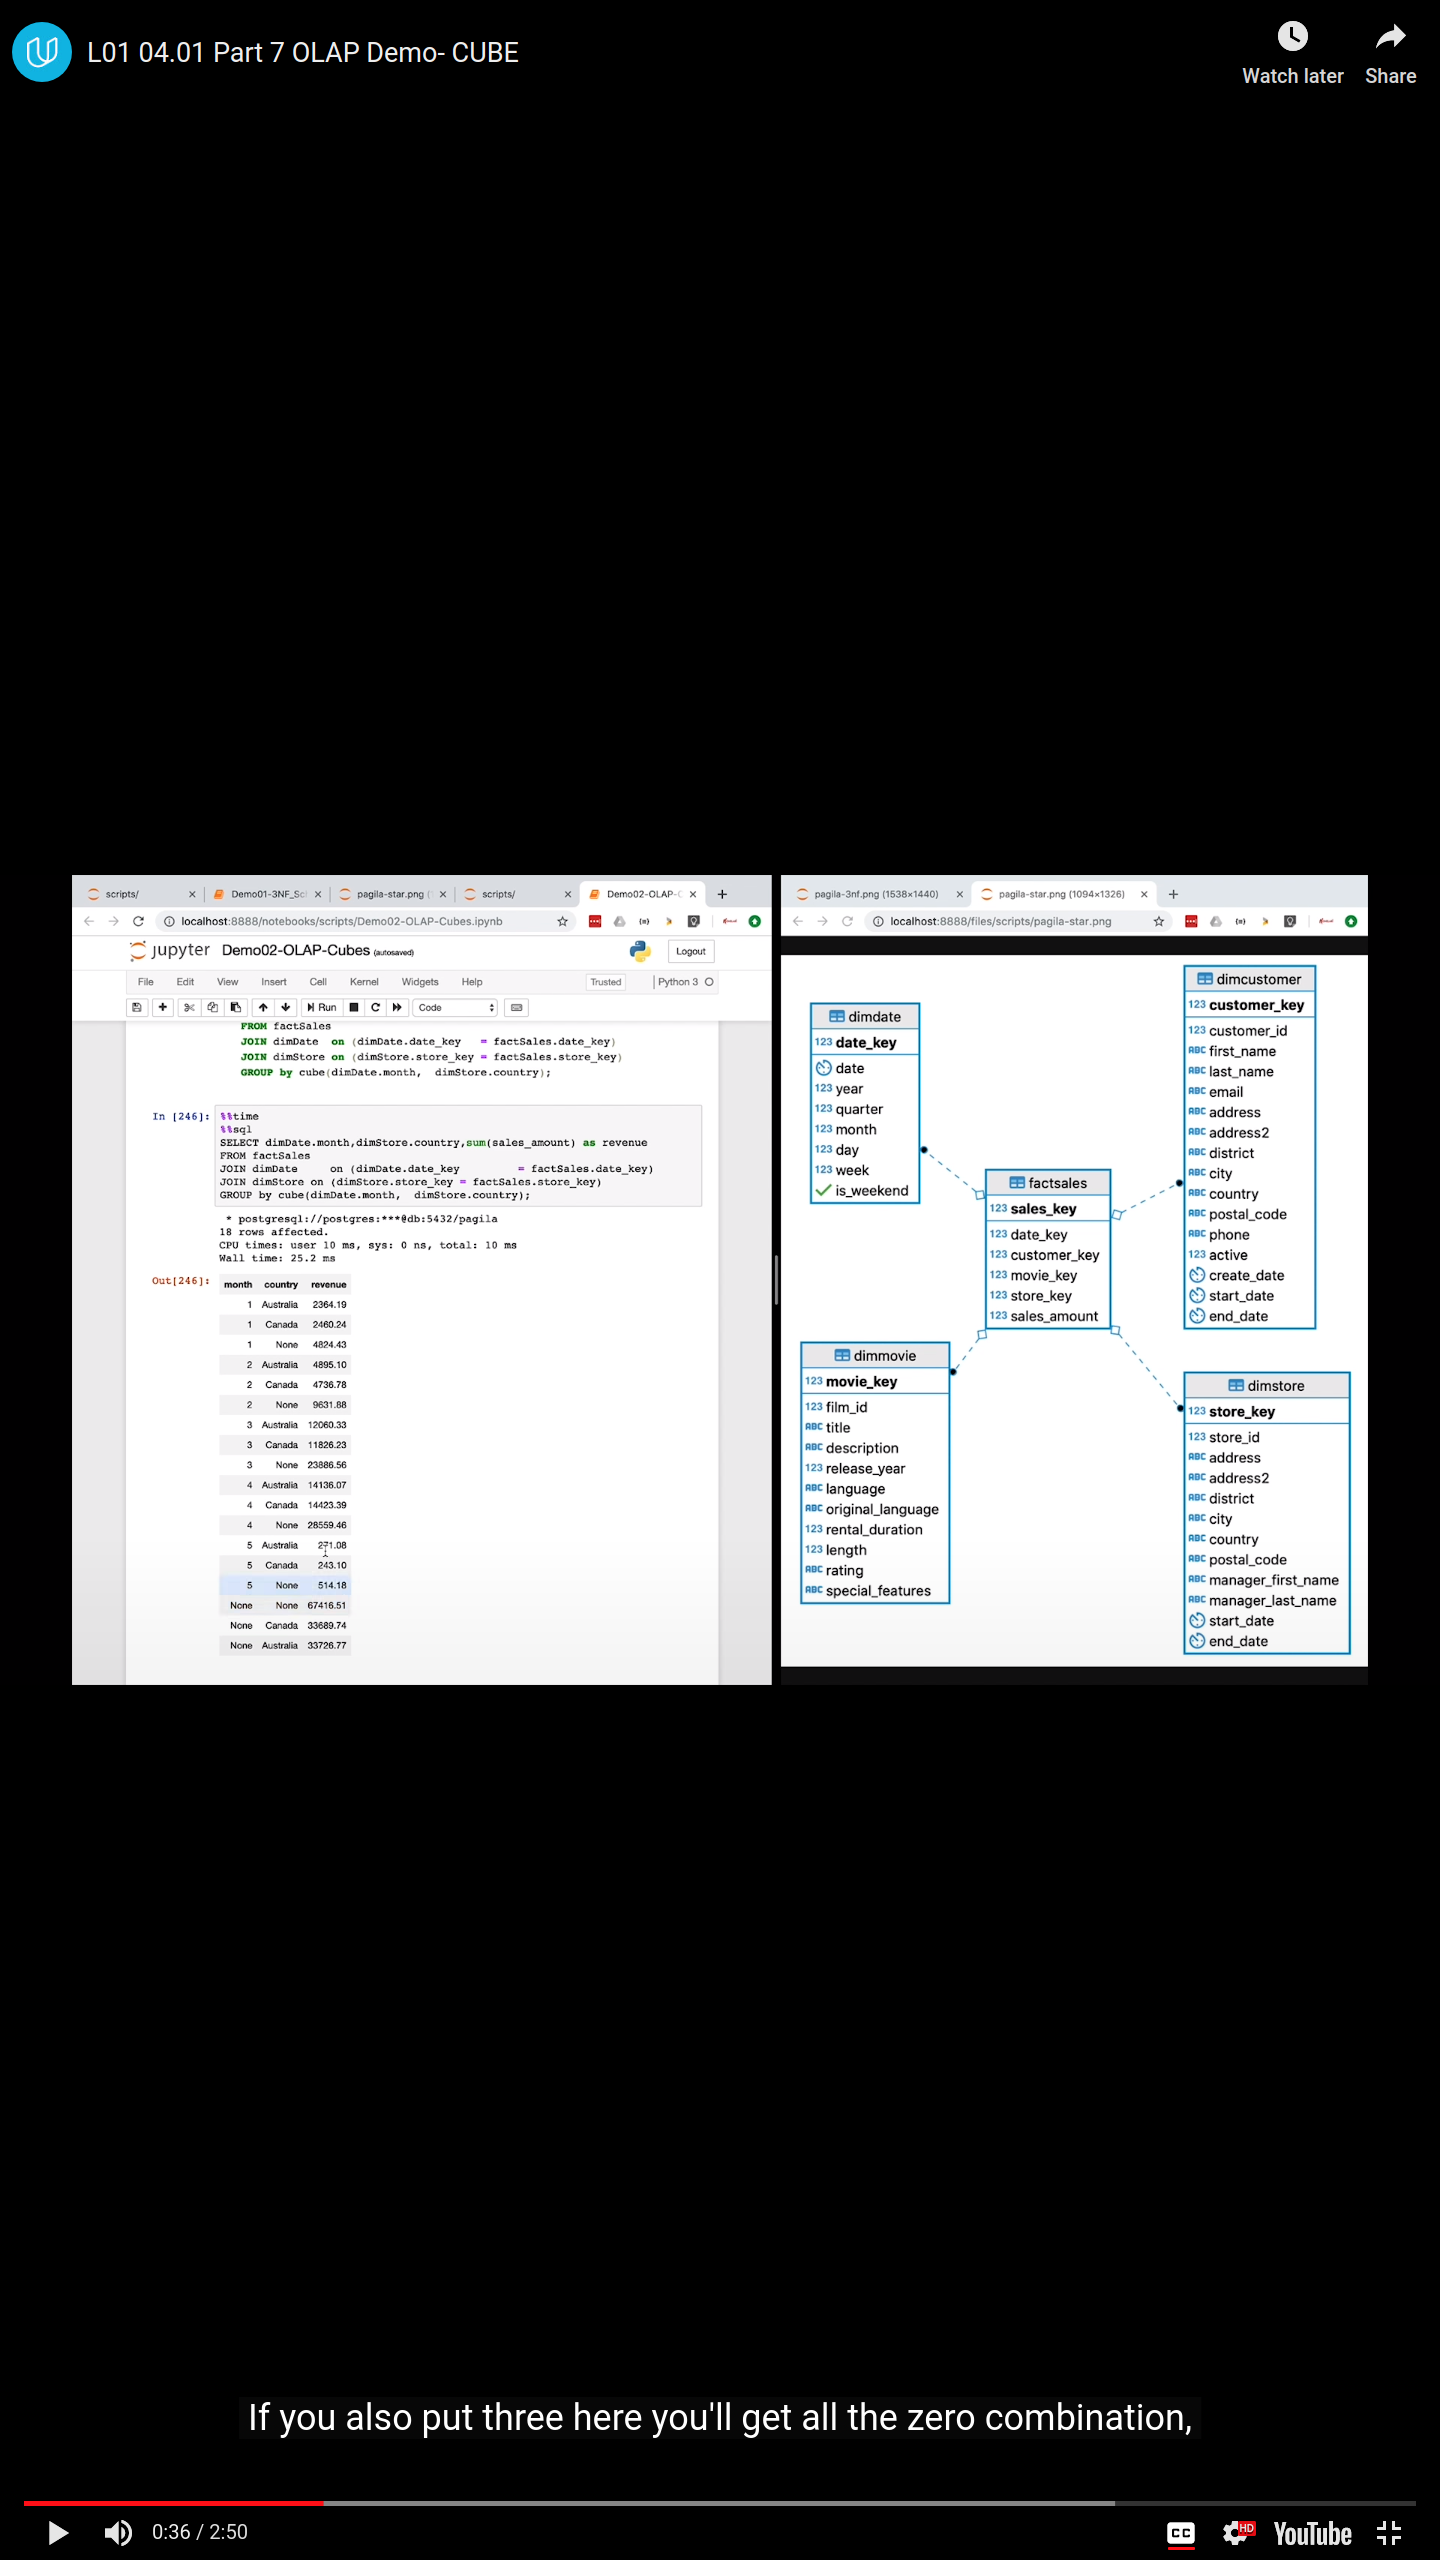 L01 04.01 Part 7 OLAP Demo- CUBE
Watch later
Share
scripts/
Demo01-3NF_Sc
pagila-star.png (
scripts/
Demo02-OLAP-C
localhost:8888/notebooks/scripts/Demo02-OLAP-Cubes.ipynb
jupyter Demo02-OLAP-Cubes (autosaved)
Logout
File Edit View Insert Cell Kernel Widgets Help
Trusted
Python 3
Run
Code
FROM factSales
JOIN dimDate on (dimDate.date_key = factSales.date_key)
JOIN dimStore on (dimStore.store_key = factSales.store_key)
GROUP by cube(dimDate.month, dimStore.country);
In [246]: %%time
%%sql
SELECT dimDate.month,dimStore.country,sum(sales_amount) as revenue
FROM factSales
JOIN dimDate on (dimDate.date_key = factSales.date_key)
JOIN dimStore on (dimStore.store_key = factSales.store_key)
GROUP by cube(dimDate.month, dimStore.country);
* postgresql://postgres:***@db:5432/pagila
18 rows affected.
CPU times: user 10 ms, sys: 0 ns, total: 10 ms
Wall time: 25.2 ms
Out[246]: month country revenue
1 Australia 2364.19
1 Canada 2460.24
1 None 4824.43
2 Australia 4895.10
2 Canada 4736.78
2 None 9631.88
3 Australia 12060.33
3 Canada 11826.23
3 None 23886.56
4 Australia 14136.07
4 Canada 14423.39
4 None 28559.46
5 Australia 271.08
5 Canada 243.10
5 None 514.18
None None 67416.51
None Canada 33689.74
None Australia 33726.77
pagila-3nf.png (1538×1440)
pagila-star.png (1094×1326)
localhost:8888/files/scripts/pagila-star.png
dimdate
123 date_key
date
123 year
123 quarter
123 month
123 day
123 week
is_weekend
dimcustomer
123 customer_key
123 customer_id
ABC first_name
ABC last_name
ABC email
ABC address
ABC address2
ABC district
ABC city
ABC country
ABC postal_code
ABC phone
123 active
create_date
start_date
end_date
factsales
123 sales_key
123 date_key
123 customer_key
123 movie_key
123 store_key
123 sales_amount
dimmovie
123 movie_key
123 film_id
ABC title
ABC description
123 release_year
ABC language
ABC original_language
123 rental_duration
123 length
ABC rating
ABC special_features
dimstore
123 store_key
123 store_id
ABC address
ABC address2
ABC district
ABC city
ABC country
ABC postal_code
ABC manager_first_name
ABC manager_last_name
start_date
end_date
If you also put three here you'll get all the zero combination,
0:36 / 2:50
CC
HD
YouTube